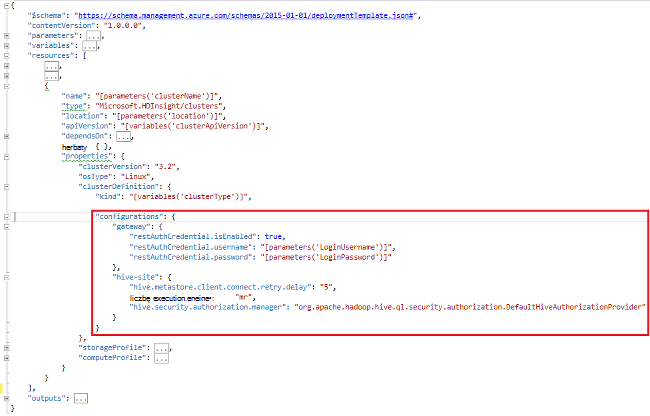 {
"$schema": "https://schema.management.azure.com/schemas/2015-01-01/deploymentTemplate.json#",
"contentVersion": "1.0.0.0",
"parameters": {...},
"variables": {...},
"resources": [
{...},
{...},
{
"name": "[parameters('clusterName')]",
"type": "Microsoft.HDInsight/clusters",
"location": "[parameters('location')]",
"apiVersion": "[variables('clusterApiVersion')]",
"dependsOn": [...],
herbaty { },
"properties": {
"clusterVersion": "3.2",
"osType": "Linux",
"clusterDefinition": {
"kind": "[variables('clusterType')]",
"configurations": {
"gateway": {
"restAuthCredential.isEnabled": true,
"restAuthCredential.username": "[parameters('LoginUsername')]",
"restAuthCredential.password": "[parameters('LoginPassword')]"
},
"hive-site": {
"hive.metastore.client.connect.retry.delay": "5",
liczbę execution.engine· "mr",
"hive.security.authorization.manager": "org.apache.hadoop.hive.ql.security.authorization.DefaultHiveAuthorizationProvider"
}
}
},
"storageProfile": {...},
"computeProfile": {...}
}
}
],
"outputs": {...}
}